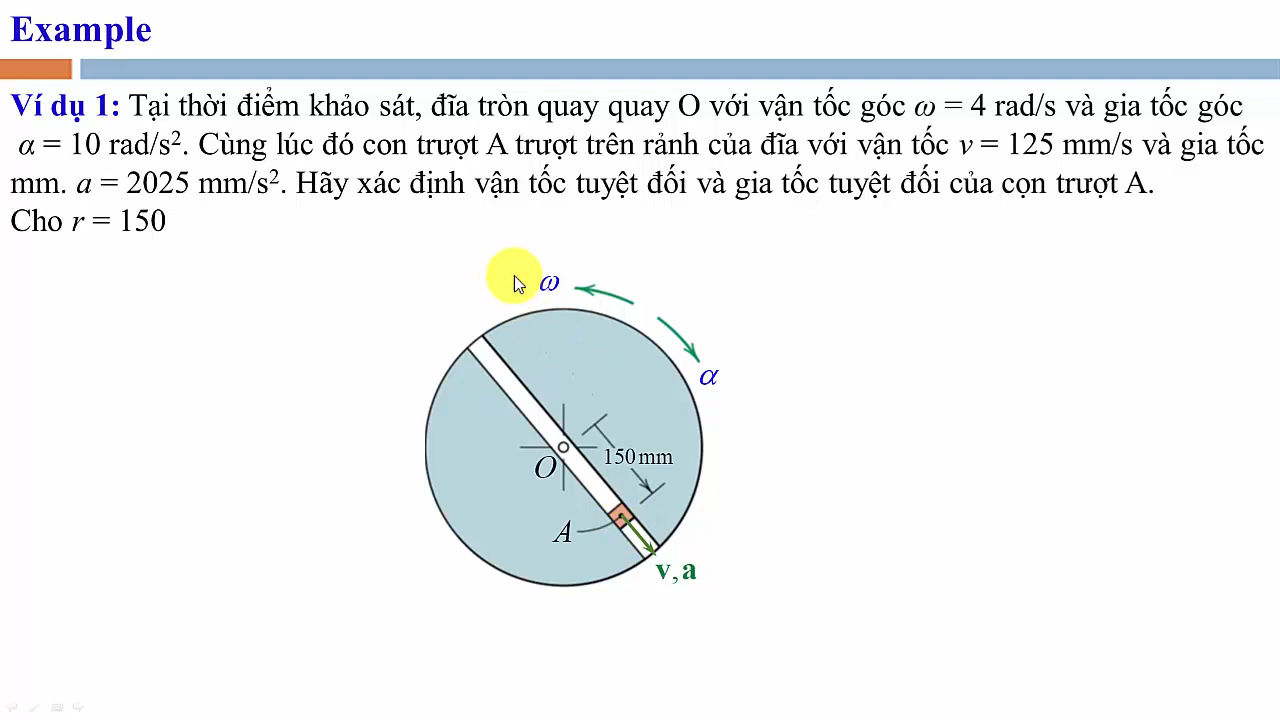 Example
Ví dụ 1: Tại thời điểm khảo sát, đĩa tròn quay quay O với vận tốc góc ω = 4 rad/s và gia tốc góc
α = 10 rad/s². Cùng lúc đó con trượt A trượt trên rảnh của đĩa với vận tốc v = 125 mm/s và gia tốc
mm. a = 2025 mm/s². Hãy xác định vận tốc tuyệt đối và gia tốc tuyệt đối của cọn trượt A.
Cho r = 150
ω
α
150 mm
O
A
v, a